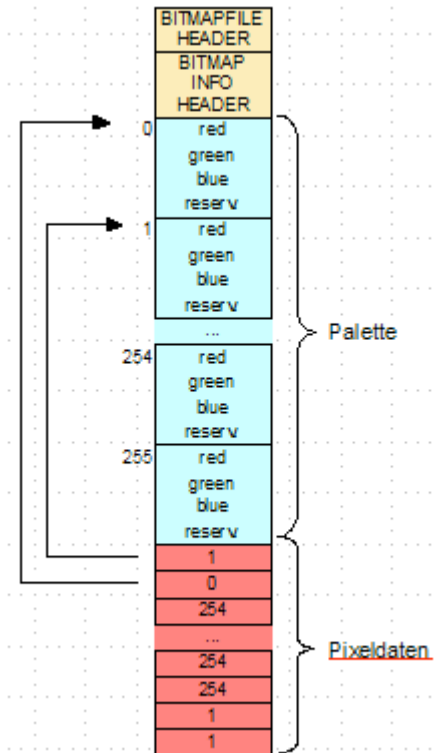 BITMAPFILE
HEADER
BITMAP
INFO
HEADER
0
red
green
blue
reserv.
1
red
green
blue
reserv.
...
Palette
254
red
green
blue
reserv.
255
red
green
blue
reserv.
1
0
254
...
Pixeldaten
254
254
1
1